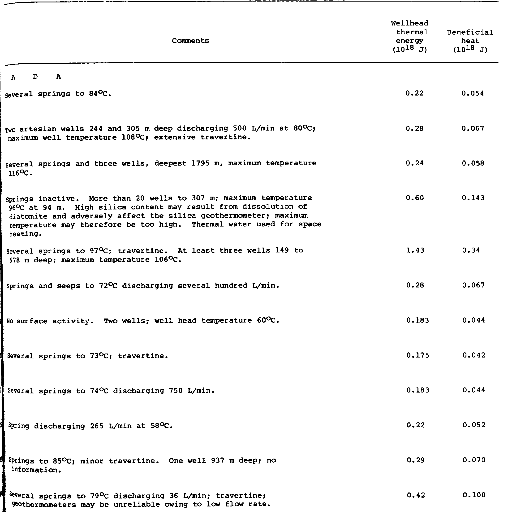 Wellhead
thermal Beneficial
Comments energy heat
(10^18 J) (10^18 J)
A D A
Several springs to 84°C. 0.22 0.054
Two artesian wells 244 and 305 m deep discharging 500 L/min at 80°C; 0.28 0.067
maximum well temperature 108°C; extensive travertine.
Several springs and three wells, deepest 1795 m, maximum temperature 0.24 0.058
116°C.
Springs inactive. More than 20 wells to 307 m; maximum temperature 0.60 0.143
96°C at 94 m. High silica content may result from dissolution of
diatomite and adversely affect the silica geothermometer; maximum
temperature may therefore be too high. Thermal water used for space
heating.
Several springs to 97°C; travertine. At least three wells 149 to 1.43 0.34
578 m deep; maximum temperature 106°C.
Springs and seeps to 72°C discharging several hundred L/min. 0.28 0.067
No surface activity. Two wells; well head temperature 60°C. 0.183 0.044
Several springs to 73°C; travertine. 0.175 0.042
Several springs to 74°C discharging 750 L/min. 0.183 0.044
Spring discharging 265 L/min at 58°C. 0.22 0.052
Springs to 85°C; minor travertine. One well 937 m deep; no 0.29 0.070
information.
Several springs to 79°C discharging 36 L/min; travertine; 0.42 0.100
geothermometers may be unreliable owing to low flow rate.